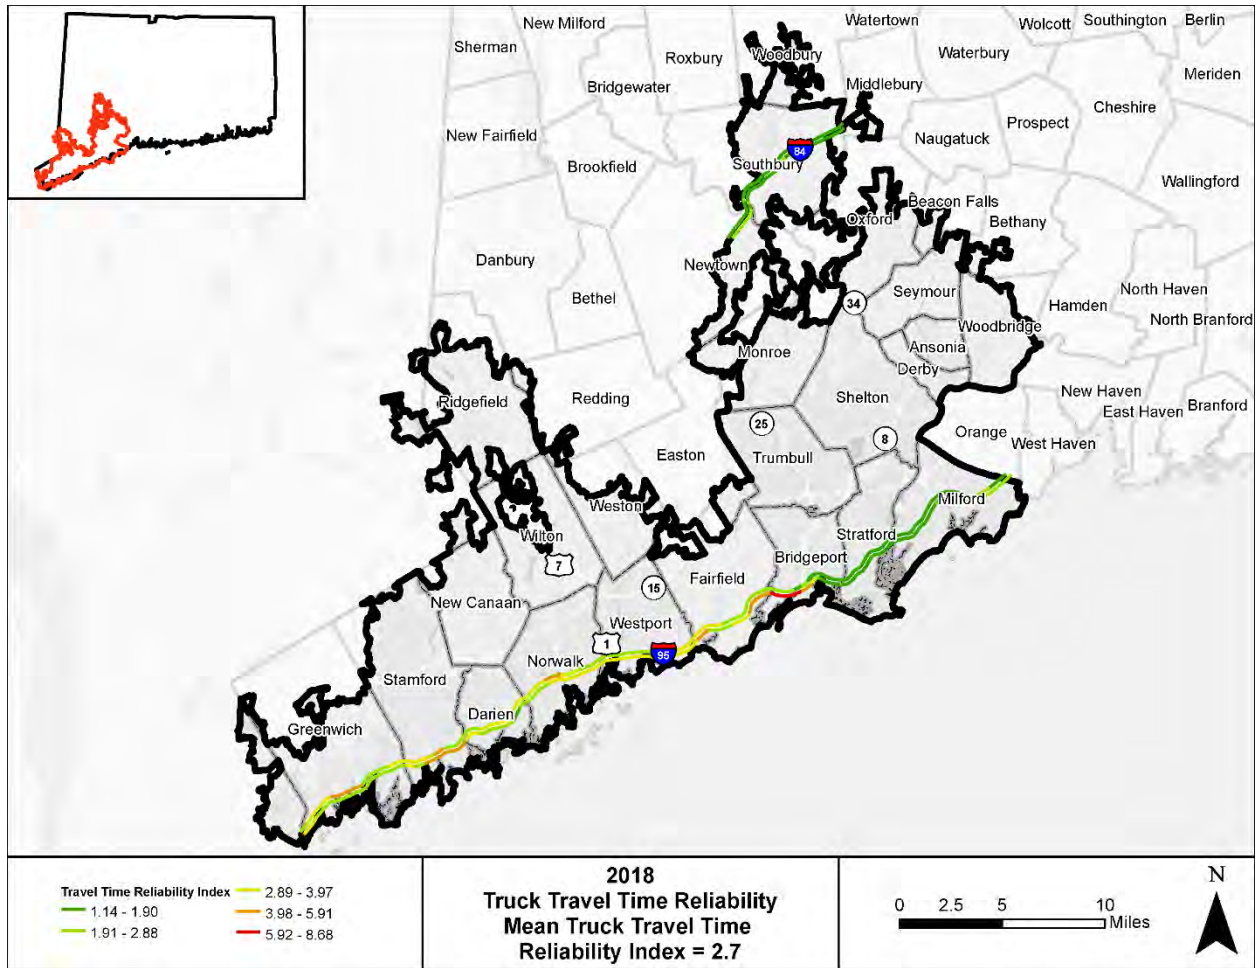 New Milford
Watertown
Wolcott
Southington
Berlin
Sherman
Roxbury
Woodbury
Waterbury
Meriden
Bridgewater
Middlebury
Cheshire
New Fairfield
Prospect
Naugatuck
Brookfield
84
Southbury
Wallingford
Beacon Falls
Oxford
Bethany
Danbury
Newtown
Bethel
Seymour
North Haven
34
Hamden
North Branford
Woodbridge
Ansonia
Monroe
Derby
New Haven
Ridgefield
Redding
Shelton
East Haven
Branford
25
8
Orange
West Haven
Easton
Trumbull
Milford
Weston
Wilton
Stratford
Bridgeport
7
Fairfield
15
New Canaan
Westport
1
95
Norwalk
Stamford
Darien
Greenwich
Travel Time Reliability Index
1.14 - 1.90
1.91 - 2.88
2.89 - 3.97
3.98 - 5.91
5.92 - 8.68
2018
Truck Travel Time Reliability
Mean Truck Travel Time
Reliability Index = 2.7
0 2.5 5 10
Miles
N